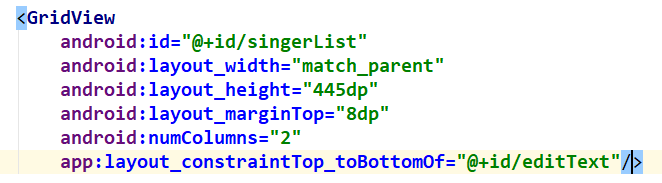 <GridView
android:id="@+id/singerList"
android:layout_width="match_parent"
android:layout_height="445dp"
android:layout_marginTop="8dp"
android:numColumns="2"
app:layout_constraintTop_toBottomOf="@+id/editText"/>